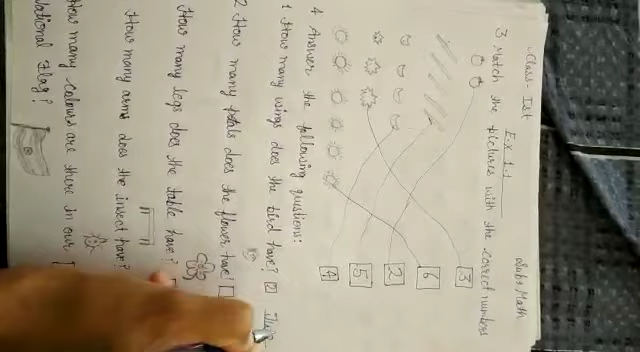 Class- Ist
Sub: Math
Ex 1.1
3 Match the pictures with the correct numbers
3
6
2
5
4
4 Answer the following questions:
1 How many wings does the bird have? 2
2 How many petals does the flower have?
How many legs does the table have?
How many arms does the insect have?
How many colours are there in our
National Flag?